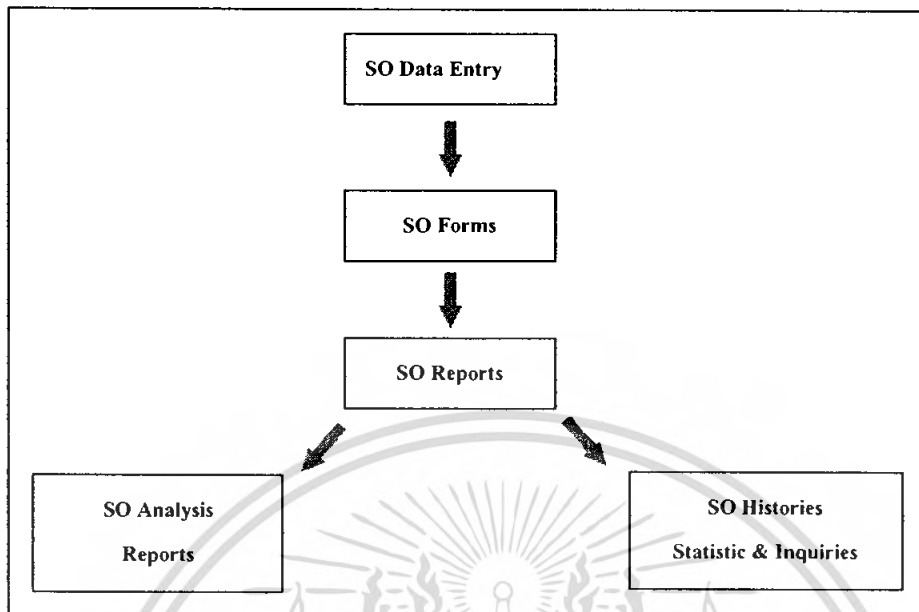 SO Data Entry
SO Forms
SO Reports
SO Analysis
Reports
SO Histories
Statistic & Inquiries